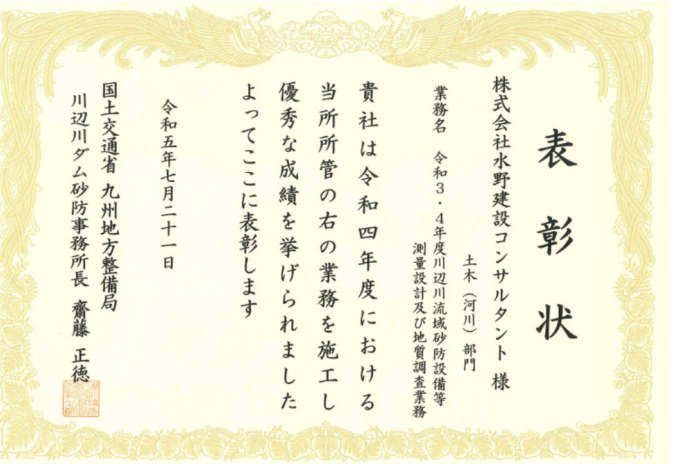 表彰状
株式会社水野建設コンサルタント 様
土木（河川）部門
業務名 令和３・４年度川辺川流域砂防設備等
測量設計及び地質調査業務
貴社は令和四年度における
当所所管の右の業務を施工し
優秀な成績を挙げられました
よってここに表彰します
令和五年七月二十一日
国土交通省 九州地方整備局
川辺川ダム砂防事務所長 齋藤 正徳